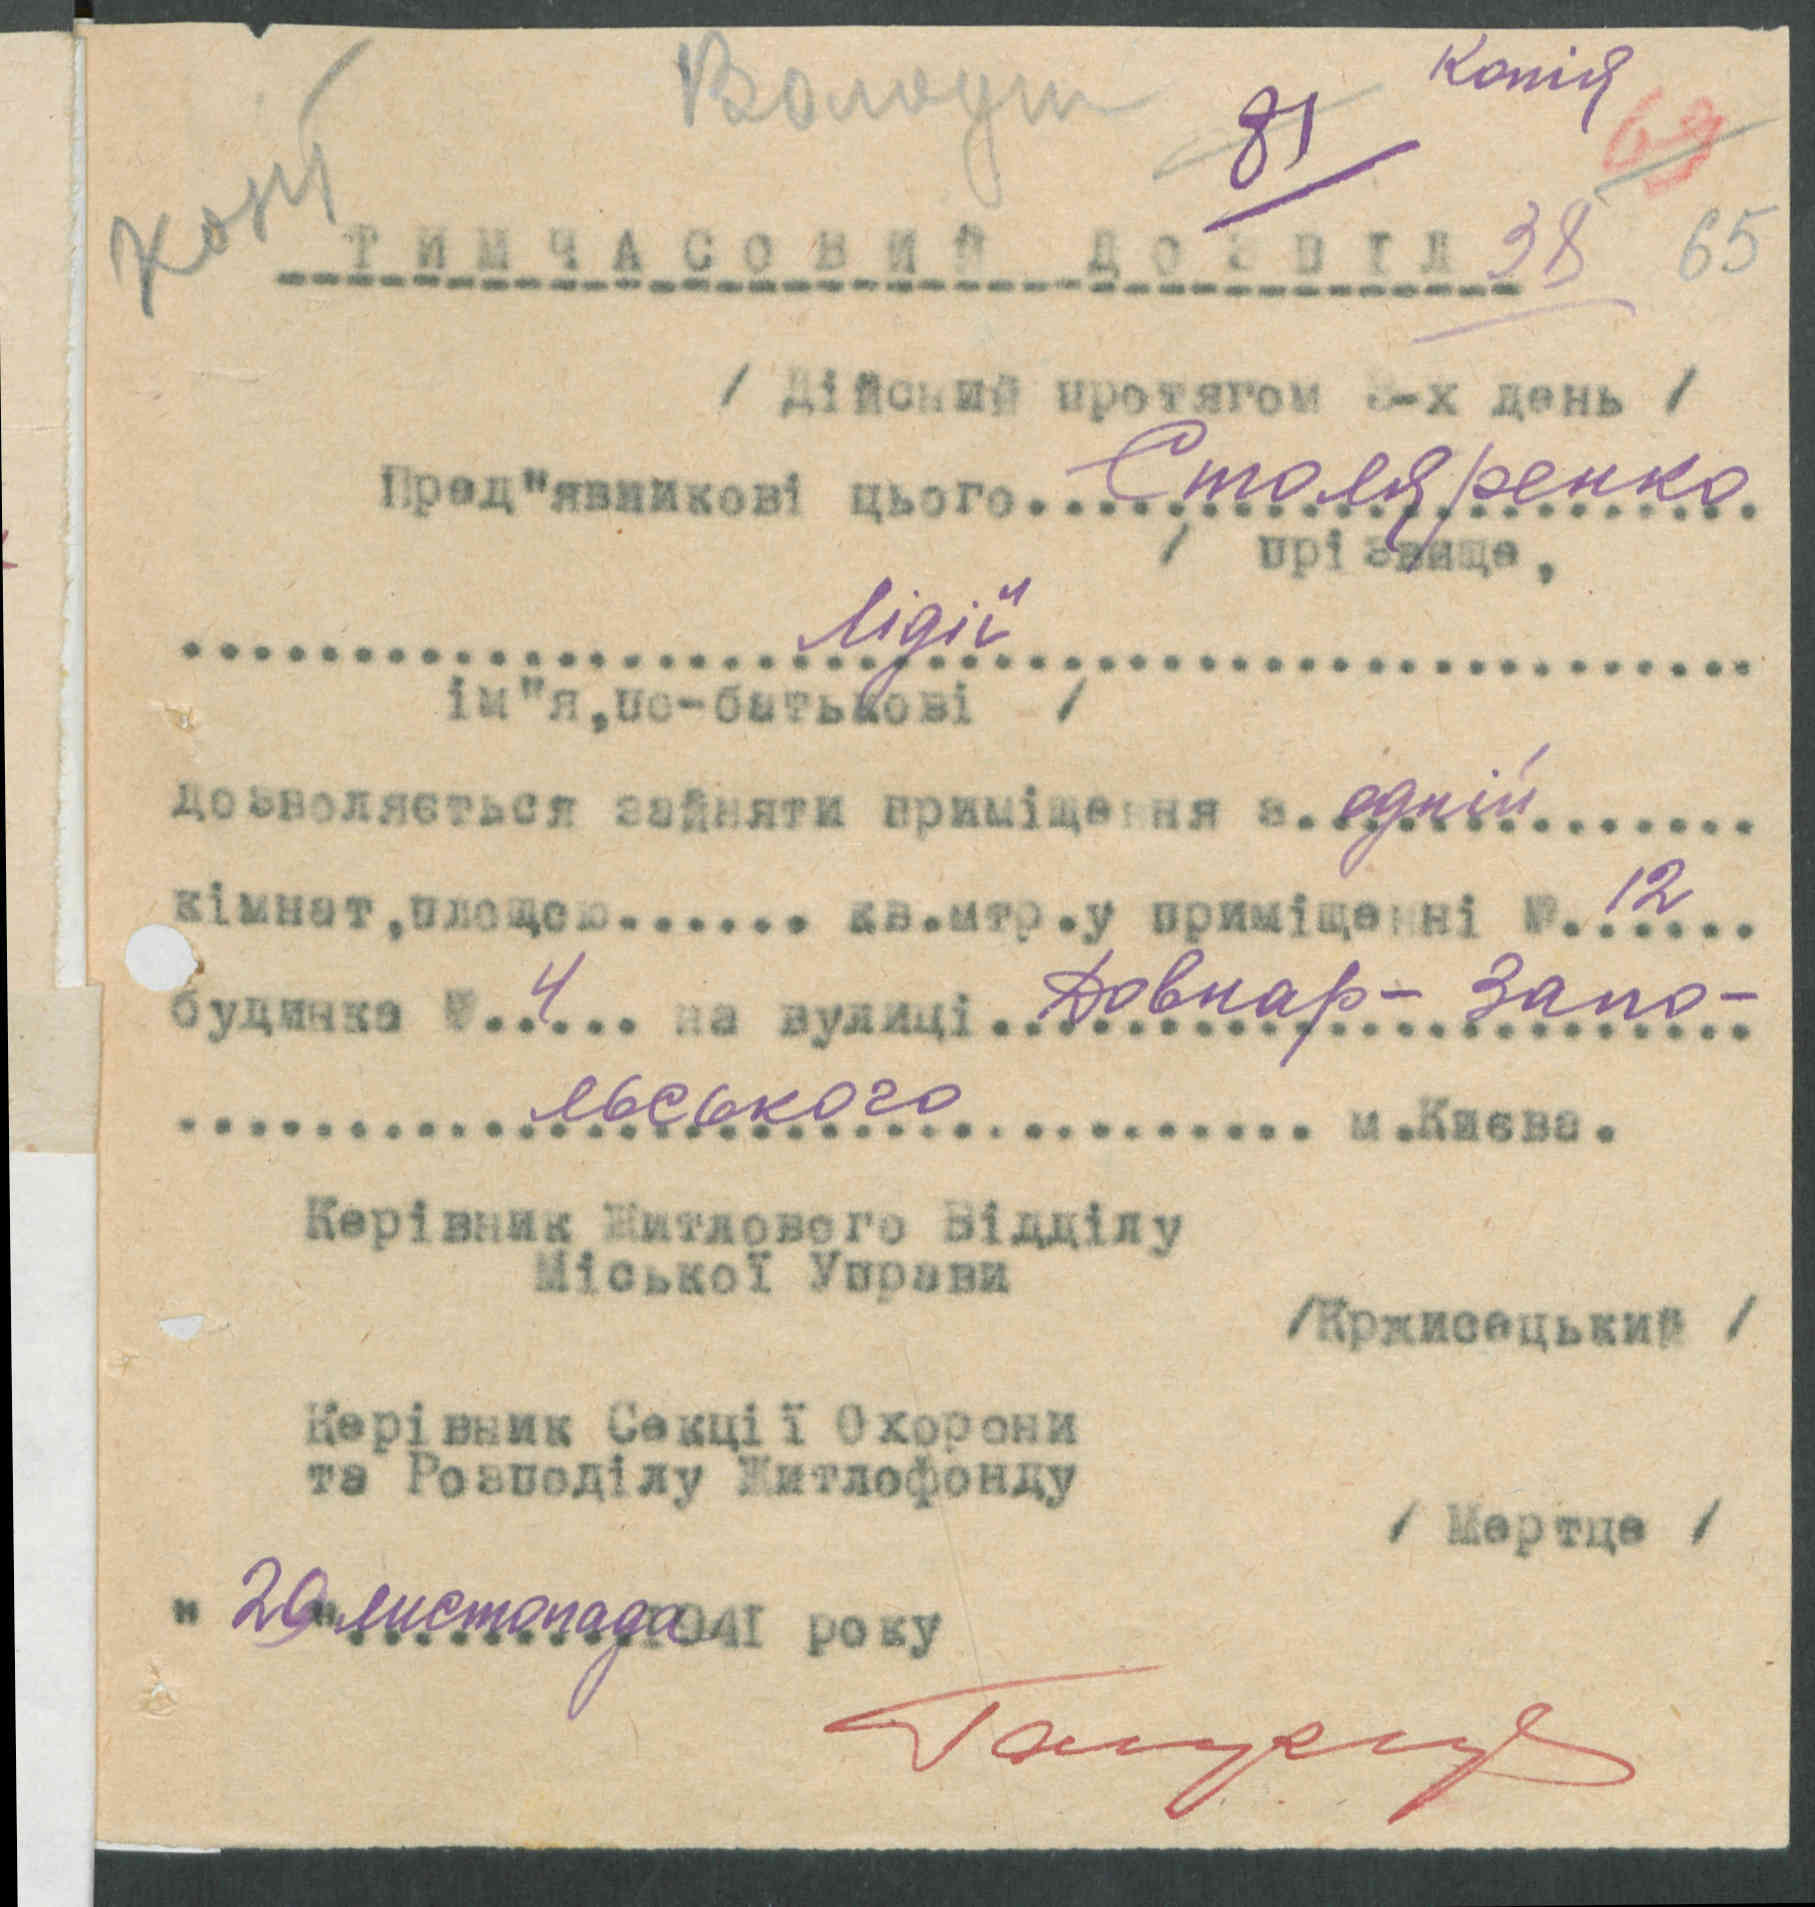 Копія
81
69
Конт
ТИМЧАСОВИЙ ДОЗВІЛ 38 65
/ Дійсний протягом 3-х день /
Пред"явникові цього....Столяренко
/ прізвище,
Лідії
ім"я,по-батькові /
дозволяється зайняти приміщення з.однієй......
кімнат,площею...... кв.мтр.у приміщенні №.12....
будинка №.4.... на вулиці.Довнар-Запо-
льського........... м.Києва.
Керівник Житлового Відділу
Міської Управи
/Кржисецький /
Керівник Секції Охорони
та Розподілу Житлофонду
/ Мертце /
" 29 "листопада 1941 року